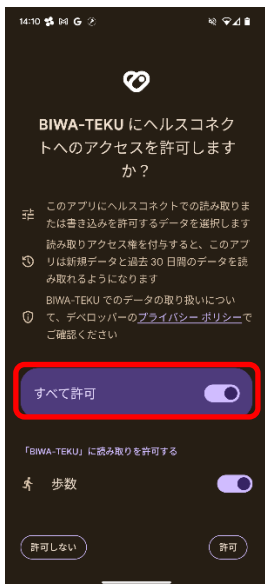 14:10
BIWA-TEKU にヘルスコネク
トへのアクセスを許可します
か？
このアプリにヘルスコネクトでの読み取りま
たは書き込みを許可するデータを選択します
読み取りアクセス権を付与すると、このアプ
リは新規データと過去 30 日間のデータを読
み取れるようになります
BIWA-TEKU でのデータの取り扱いについ
て、デベロッパーのプライバシー ポリシーで
ご確認ください
すべて許可
「BIWA-TEKU」に読み取りを許可する
歩数
許可しない
許可